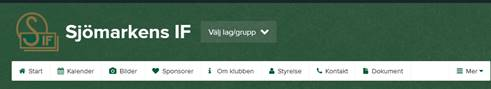 SIF
Sjömarkens IF
Välj lag/grupp
Start Kalender Bilder Sponsorer Om klubben Styrelse Kontakt Dokument Mer